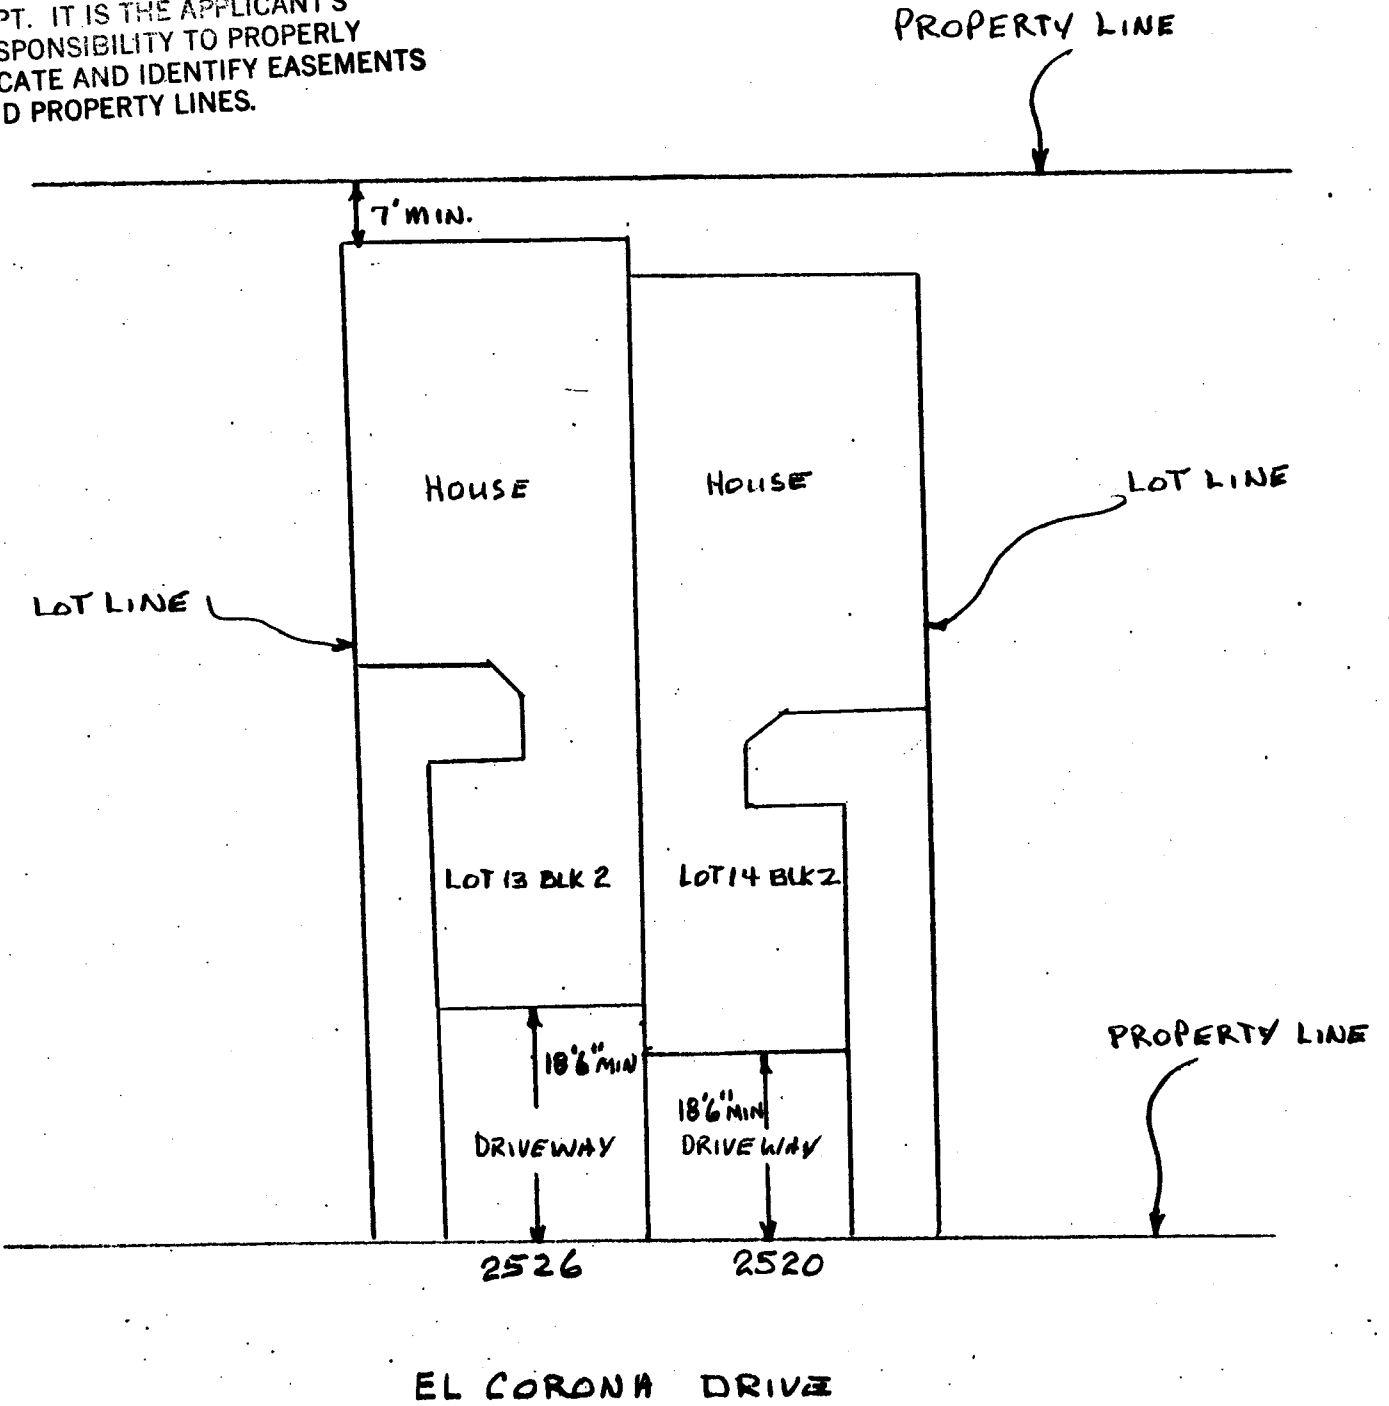 PT. IT IS THE APPLICANT'S
SPONSIBILITY TO PROPERLY
CATE AND IDENTIFY EASEMENTS
D PROPERTY LINES.
PROPERTY LINE
7' MIN.
HOUSE
HOUSE
LOT LINE
LOT LINE
LOT 13 BLK 2
LOT 14 BLK 2
18'6" MIN
PROPERTY LINE
18'6" MIN
DRIVEWAY
DRIVEWAY
2526
2520
EL CORONA DRIVE